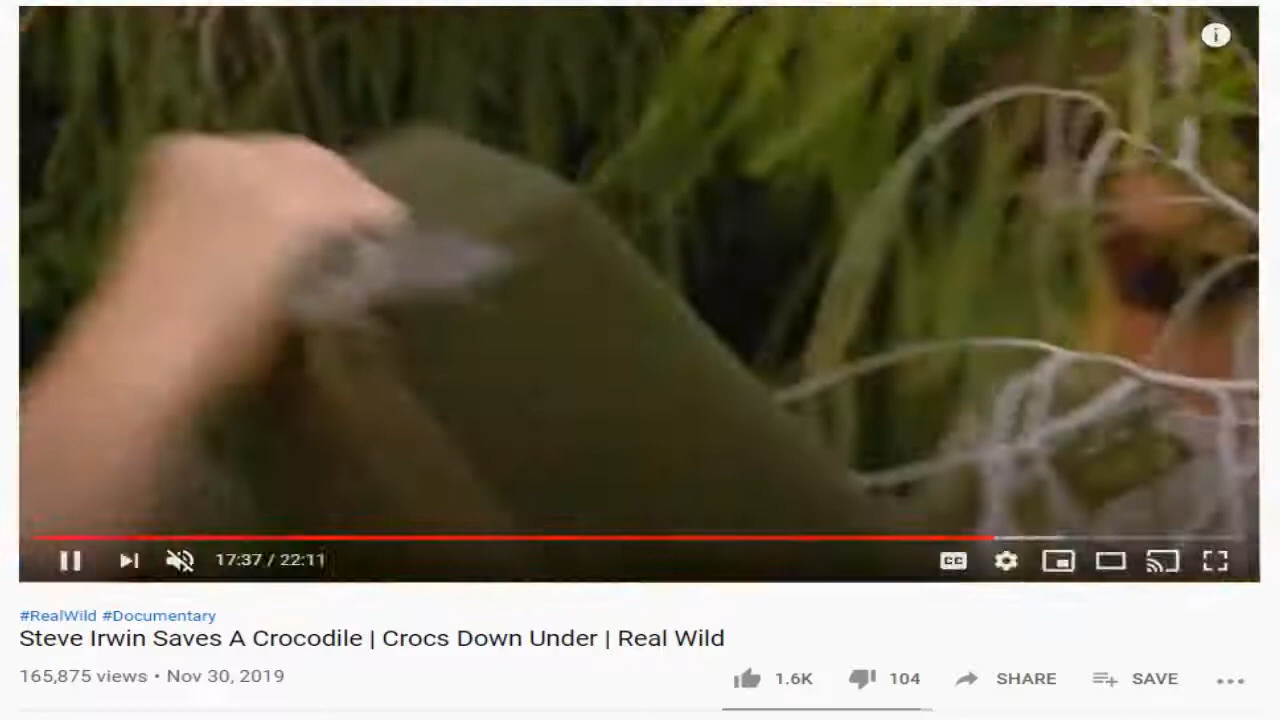 i
17:37 / 22:11
CC
#RealWild #Documentary
Steve Irwin Saves A Crocodile | Crocs Down Under | Real Wild
165,875 views • Nov 30, 2019
1.6K 104 SHARE SAVE